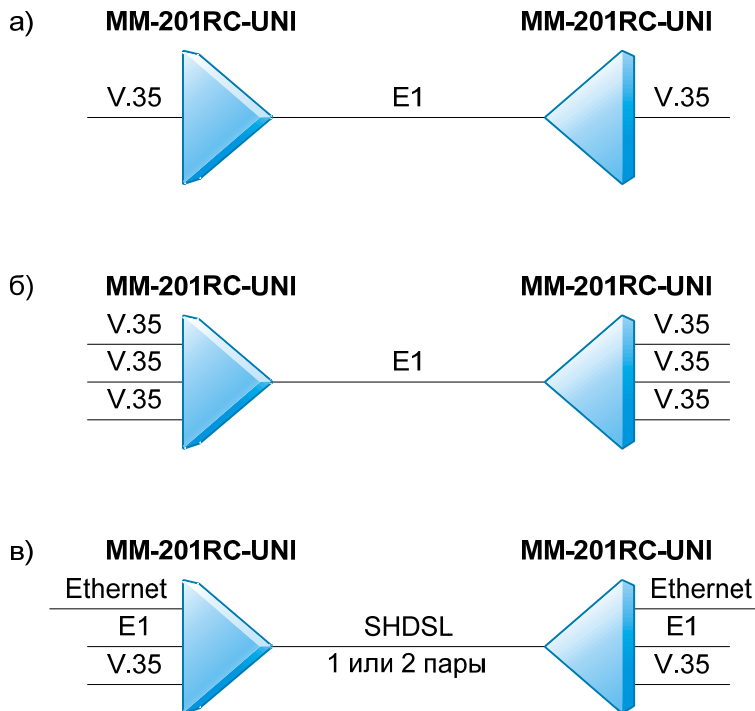 а)
MM-201RC-UNI MM-201RC-UNI
V.35 E1 V.35
б)
MM-201RC-UNI MM-201RC-UNI
V.35 V.35
V.35 E1 V.35
V.35 V.35
в)
MM-201RC-UNI MM-201RC-UNI
Ethernet Ethernet
E1 SHDSL E1
V.35 1 или 2 пары V.35